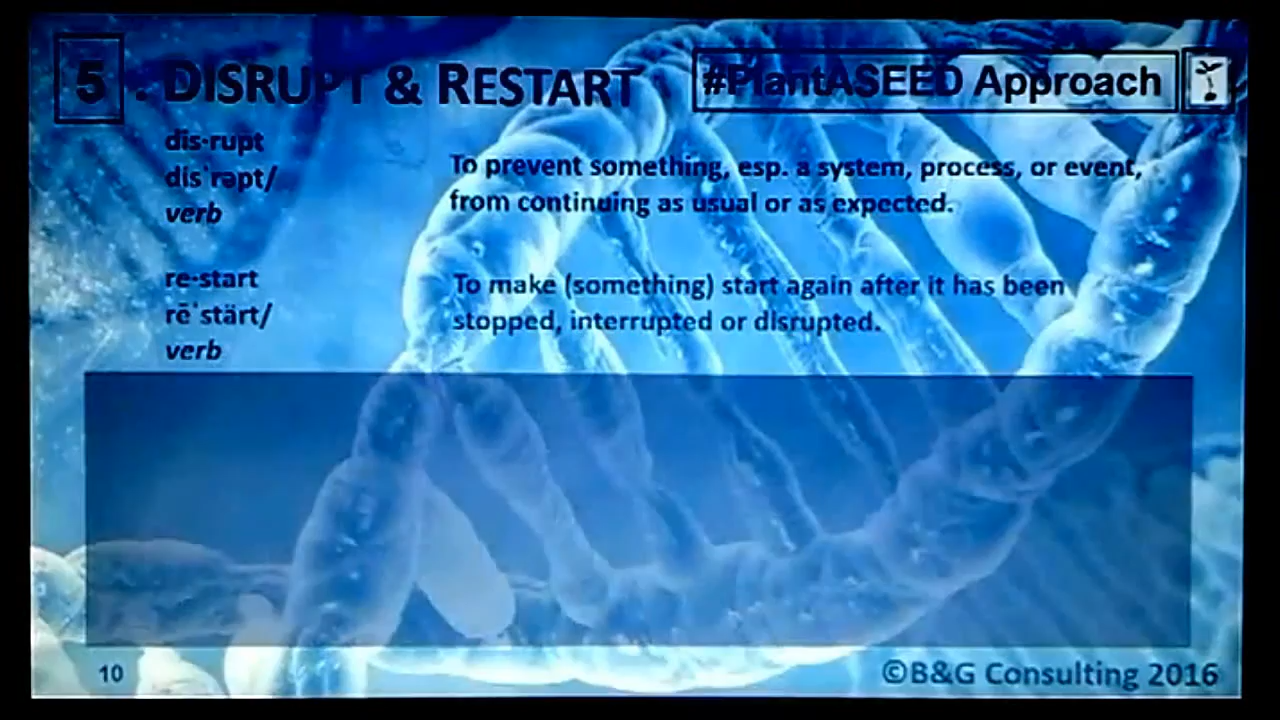 5. DISRUPT & RESTART
#PlantASEED Approach
dis·rupt
disˈrəpt/
verb
To prevent something, esp. a system, process, or event,
from continuing as usual or as expected.
re·start
rēˈstärt/
verb
To make (something) start again after it has been
stopped, interrupted or disrupted.
10
©B&G Consulting 2016